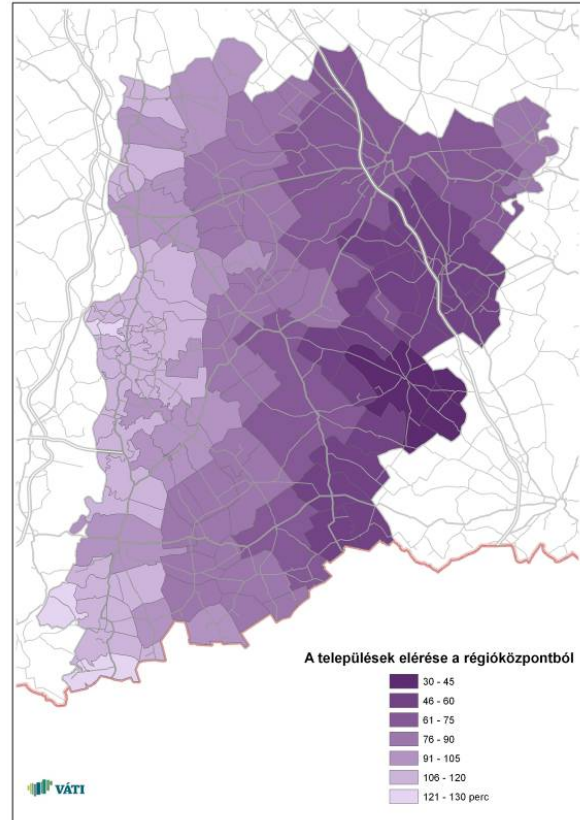 A települések elérése a régióközpontból
30 - 45
46 - 60
61 - 75
76 - 90
91 - 105
106 - 120
121 - 130 perc
VÁTI